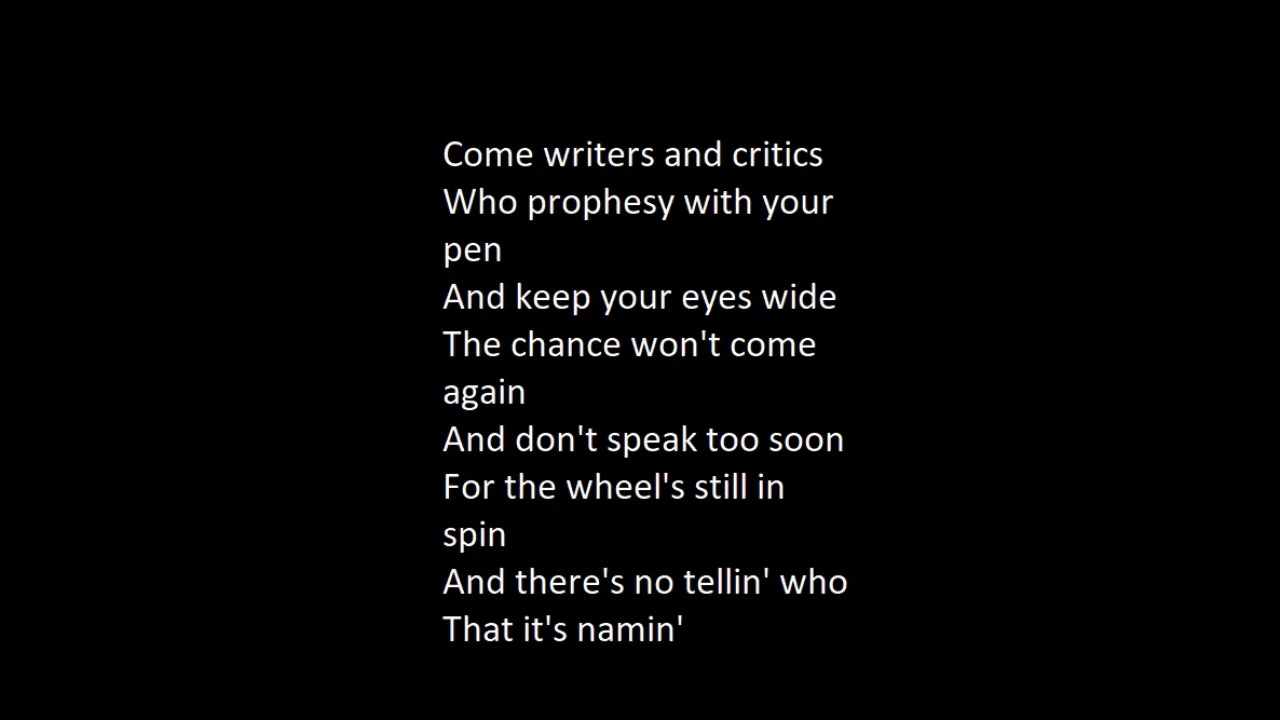 Come writers and critics
Who prophesy with your
pen
And keep your eyes wide
The chance won't come
again
And don't speak too soon
For the wheel's still in
spin
And there's no tellin' who
That it's namin'